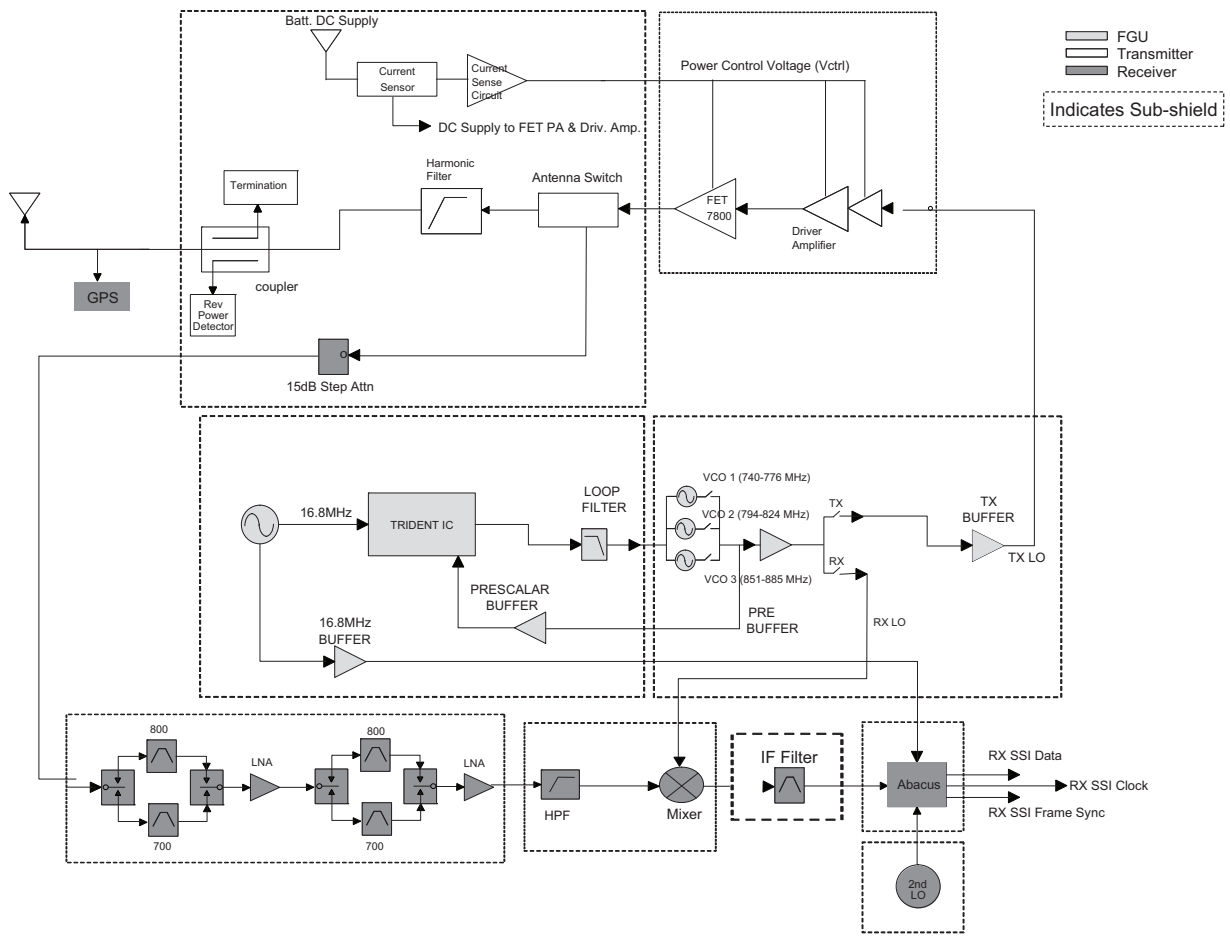 Batt. DC Supply
Current
Sensor
Current
Sense
Circuit
DC Supply to FET PA & Driv. Amp.
Power Control Voltage (Vctrl)
FGU
Transmitter
Receiver
Indicates Sub-shield
Termination
Harmonic
Filter
Antenna Switch
FET
7800
Driver
Amplifier
GPS
coupler
Rev
Power
Detector
15dB Step Attn
16.8MHz
TRIDENT IC
LOOP
FILTER
PRESCALAR
BUFFER
16.8MHz
BUFFER
VCO 1 (740-776 MHz)
VCO 2 (794-824 MHz)
VCO 3 (851-885 MHz)
PRE
BUFFER
TX
RX
TX
BUFFER
TX LO
RX LO
800
700
LNA
800
700
LNA
HPF
Mixer
IF Filter
Abacus
RX SSI Data
RX SSI Clock
RX SSI Frame Sync
2nd
LO